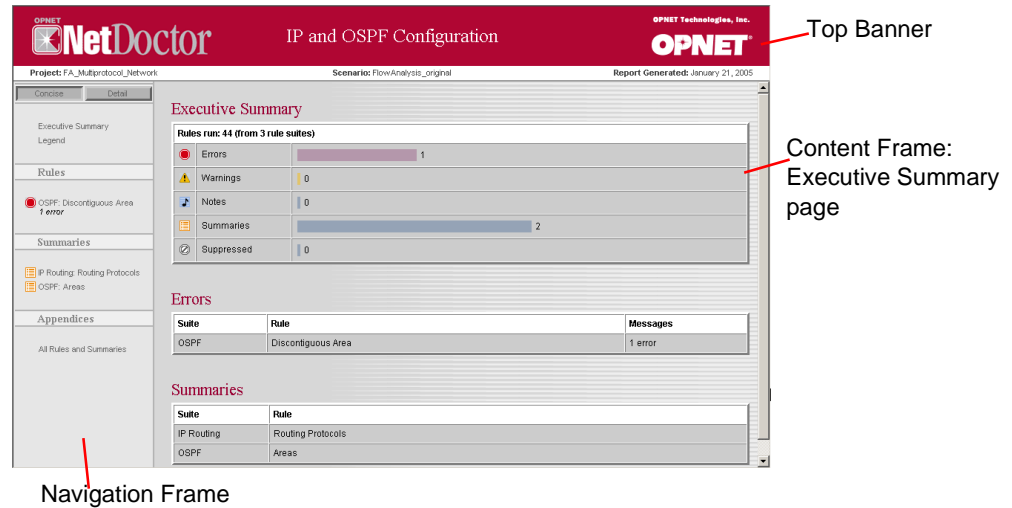 OPNET
NetDoctor
IP and OSPF Configuration
OPNET Technologies, Inc.
OPNET
Top Banner
Project: FA_Multiprotocol_Network
Scenario: FlowAnalysis_original
Report Generated: January 21, 2005
Concise
Detail
Executive Summary
Legend
Rules
OSPF: Discontiguous Area
1 error
Summaries
IP Routing: Routing Protocols
OSPF: Areas
Appendices
All Rules and Summaries
Executive Summary
Rules run: 44 (from 3 rule suites)
Errors 1
Warnings 0
Notes 0
Summaries 2
Suppressed 0
Errors
Suite Rule Messages
OSPF Discontiguous Area 1 error
Summaries
Suite Rule
IP Routing Routing Protocols
OSPF Areas
Content Frame:
Executive Summary
page
Navigation Frame